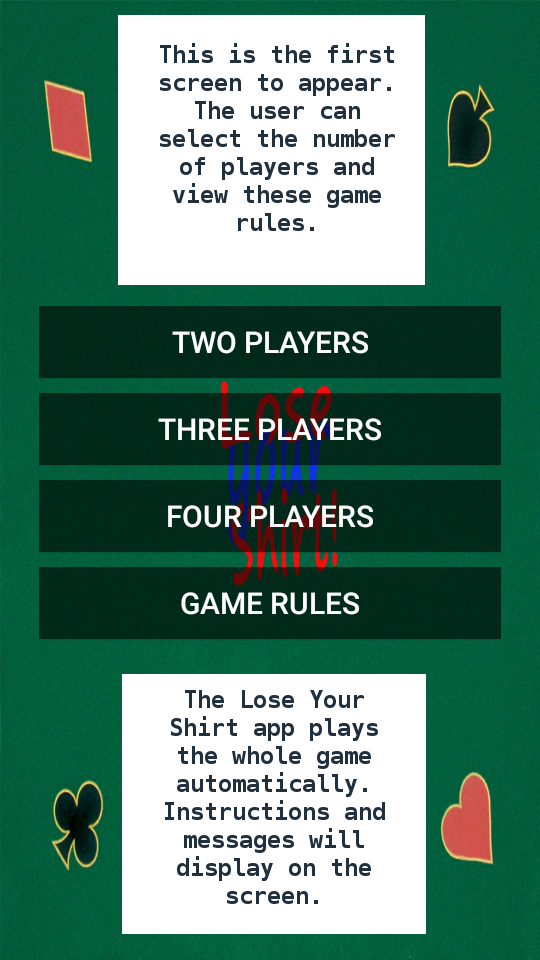 This is the first
screen to appear.
The user can
select the number
of players and
view these game
rules.
TWO PLAYERS
Lose
THREE PLAYERS
your
FOUR PLAYERS
shirt!
GAME RULES
The Lose Your
Shirt app plays
the whole game
automatically.
Instructions and
messages will
display on the
screen.